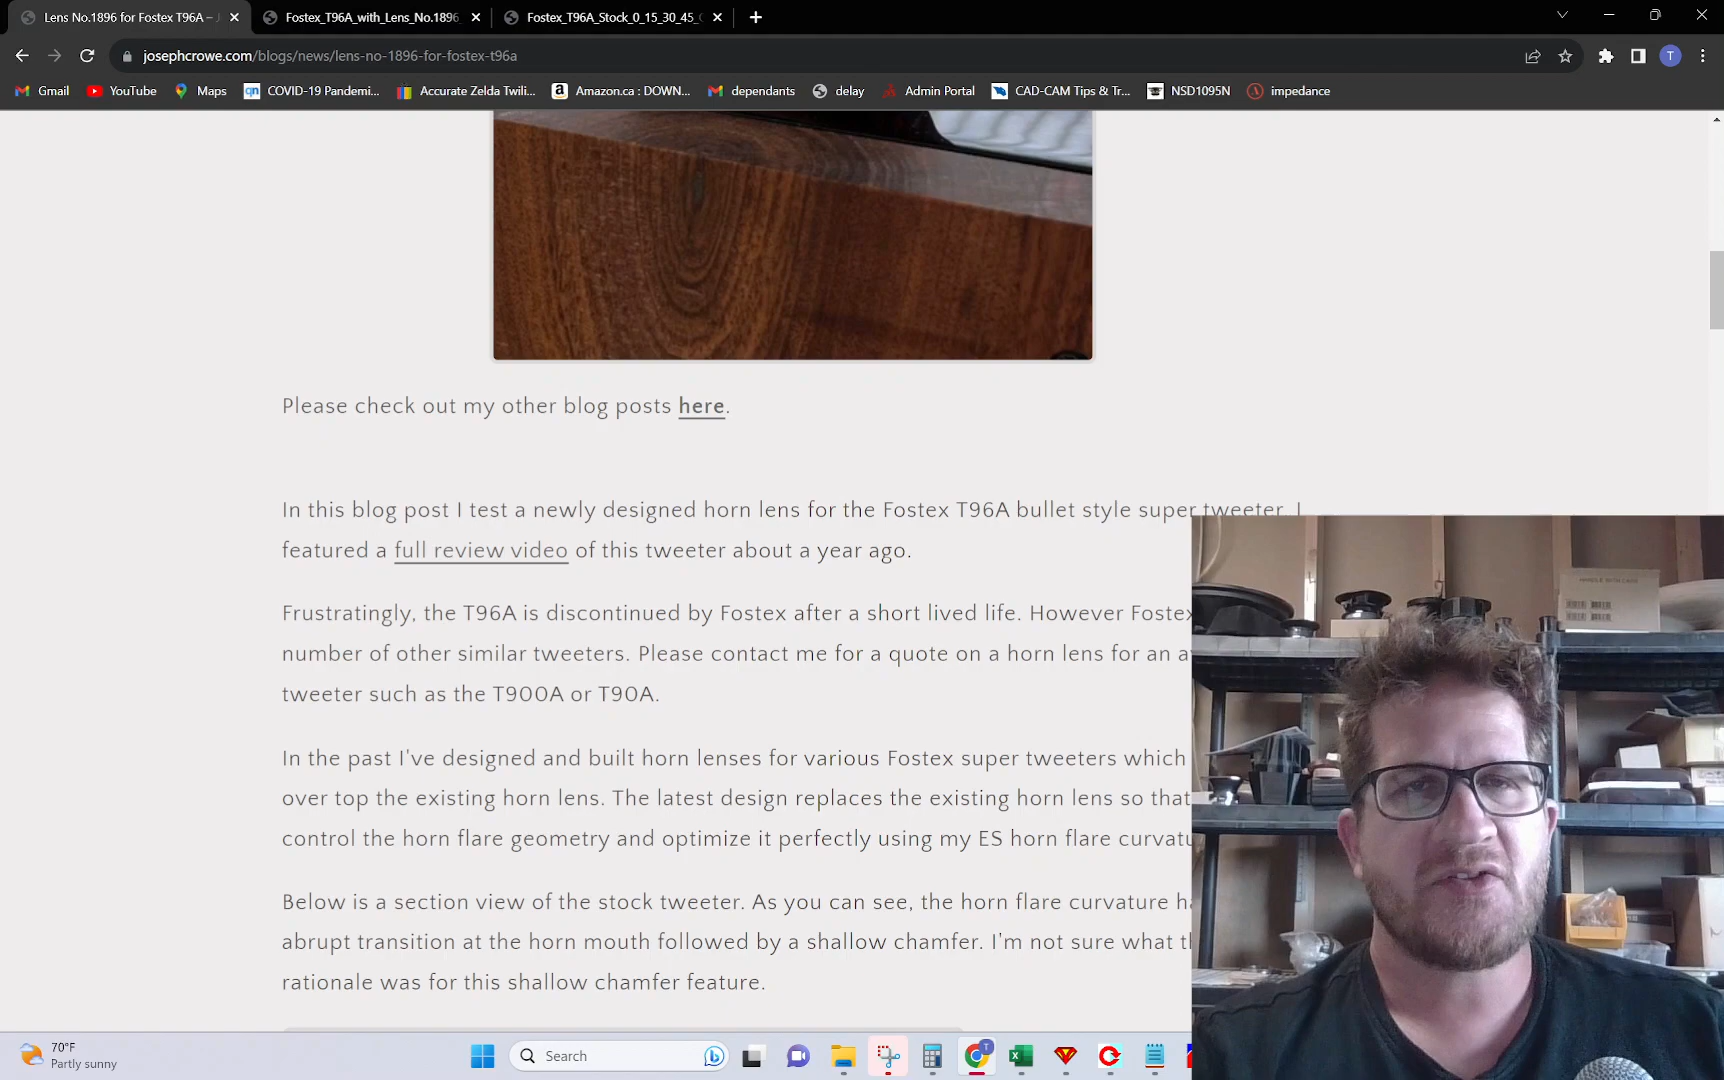 Lens No.1896 for Fostex T96A –
Fostex_T96A_with_Lens_No.1896_
Fostex_T96A_Stock_0_15_30_45_
josephcrowe.com/blogs/news/lens-no-1896-for-fostex-t96a
T
Gmail
YouTube
Maps
COVID-19 Pandemi...
Accurate Zelda Twili...
Amazon.ca : DOWN...
dependants
delay
Admin Portal
CAD-CAM Tips & Tr...
NSD1095N
impedance
Please check out my other blog posts here.
In this blog post I test a newly designed horn lens for the Fostex T96A bullet style super tweeter. I
featured a full review video of this tweeter about a year ago.
Frustratingly, the T96A is discontinued by Fostex after a short lived life. However Fostex
number of other similar tweeters. Please contact me for a quote on a horn lens for an
tweeter such as the T900A or T90A.
In the past I've designed and built horn lenses for various Fostex super tweeters which
over top the existing horn lens. The latest design replaces the existing horn lens so that
control the horn flare geometry and optimize it perfectly using my ES horn flare
Below is a section view of the stock tweeter. As you can see, the horn flare curvature
abrupt transition at the horn mouth followed by a shallow chamfer. I'm not sure what
rationale was for this shallow chamfer feature.
HANDLE WITH CARE
70°F
Partly sunny
Search
T